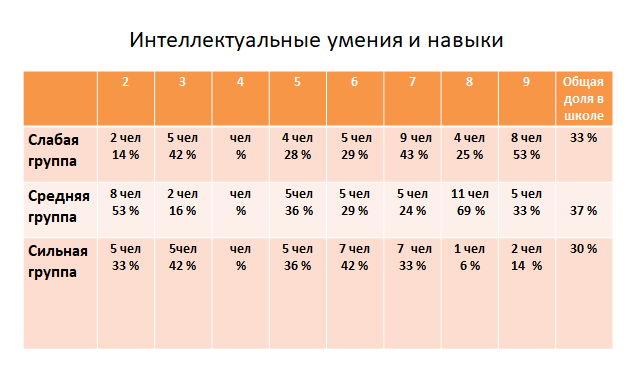 Интеллектуальные умения и навыки
2 3 4 5 6 7 8 9 Общая
доля в
школе
Слабая
группа
2 чел 5 чел чел 4 чел 5 чел 9 чел 4 чел 8 чел 33 %
14 % 42 % % 28 % 29 % 43 % 25 % 53 %
Средняя
группа
8 чел 2 чел чел 5чел 5 чел 5 чел 11 чел 5 чел
53 % 16 % % 36 % 29 % 24 % 69 % 33 % 37 %
Сильная
группа
5 чел 5чел чел 5 чел 7 чел 7 чел 1 чел 2 чел 30 %
33 % 42 % % 36 % 42 % 33 % 6 % 14 %